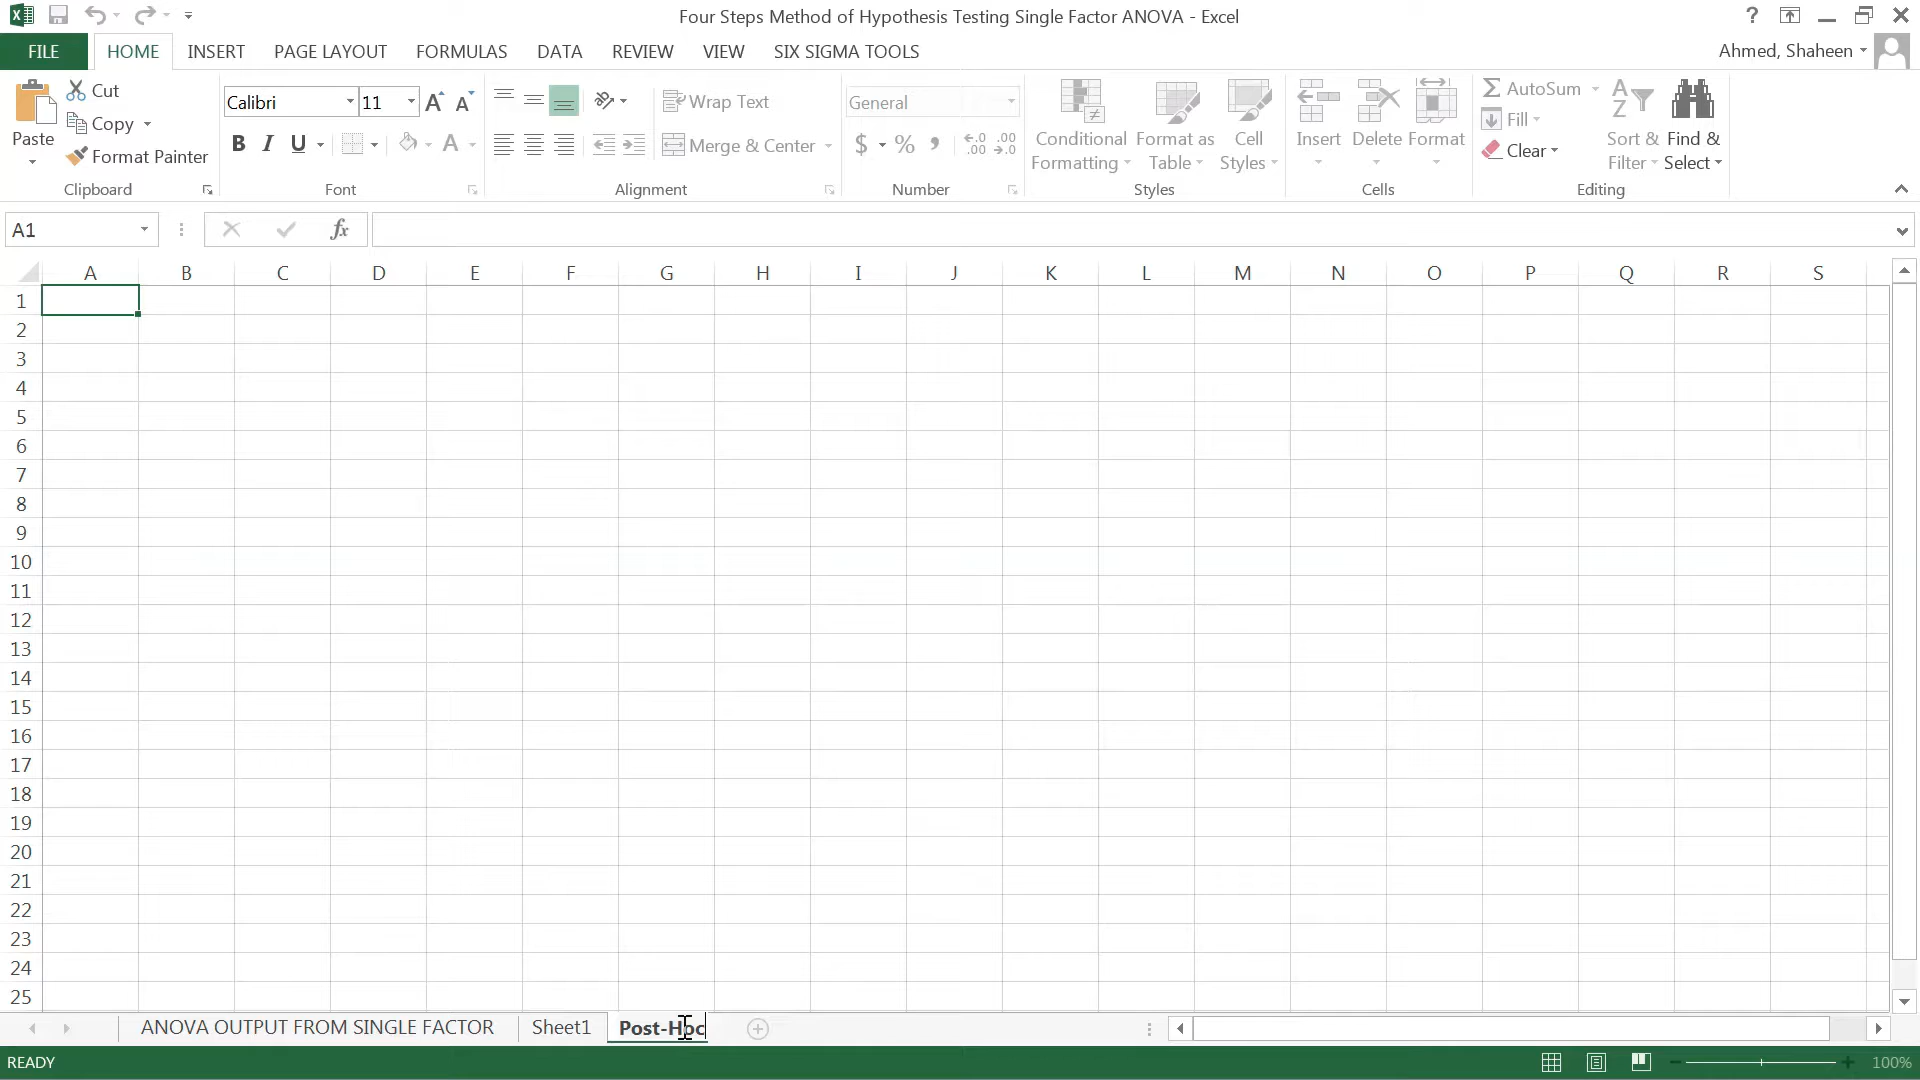 Four Steps Method of Hypothesis Testing Single Factor ANOVA - Excel
?
FILE HOME INSERT PAGE LAYOUT FORMULAS DATA REVIEW VIEW SIX SIGMA TOOLS
Ahmed, Shaheen
Paste
Cut
Copy
Format Painter
Clipboard
Calibri 11 A A
B I U A
Font
Wrap Text
Merge & Center
Alignment
General
$ % , .0 .00 .00 .0
Number
Conditional Formatting
Format as Table
Cell Styles
Styles
Insert Delete Format
Cells
AutoSum
Fill
Clear
Sort & Filter
Find & Select
Editing
A1 fx
A B C D E F G H I J K L M N O P Q R S
1
2
3
4
5
6
7
8
9
10
11
12
13
14
15
16
17
18
19
20
21
22
23
24
25
ANOVA OUTPUT FROM SINGLE FACTOR Sheet1 Post-Hoc
READY 100%